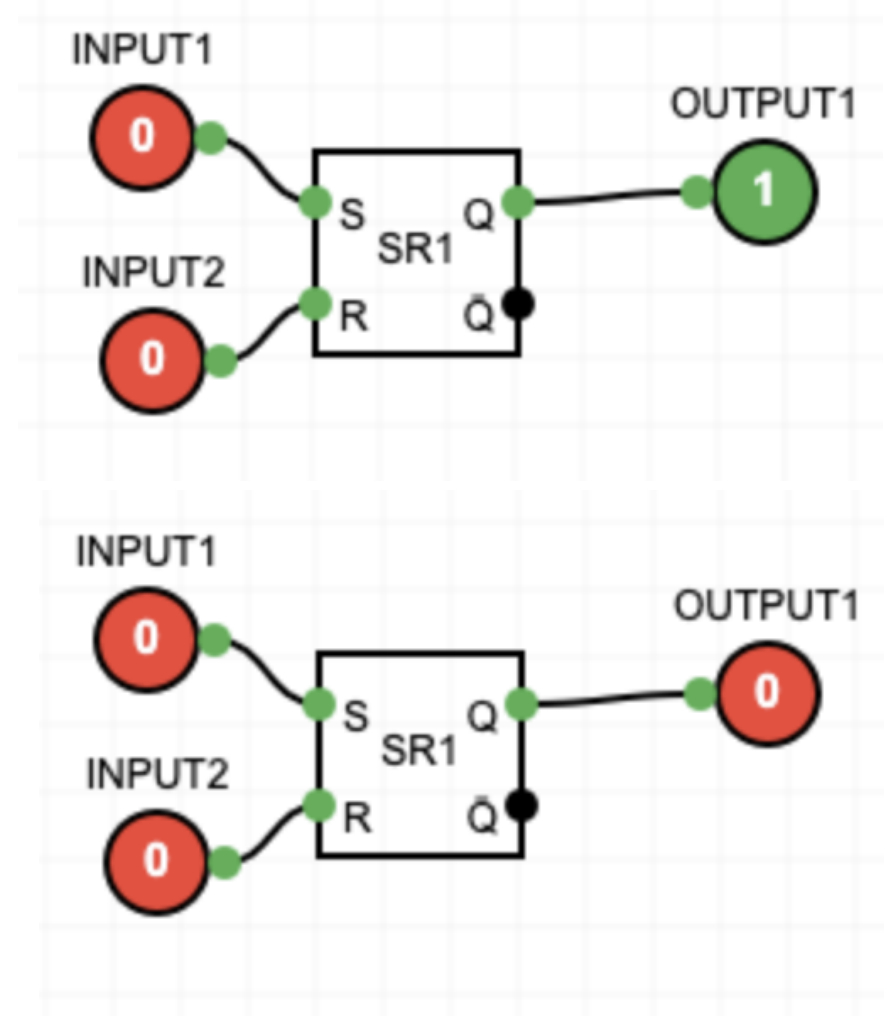 INPUT1
OUTPUT1
0
1
S
Q
SR1
INPUT2
R
Q̄
0
INPUT1
OUTPUT1
0
0
S
Q
SR1
INPUT2
R
Q̄
0